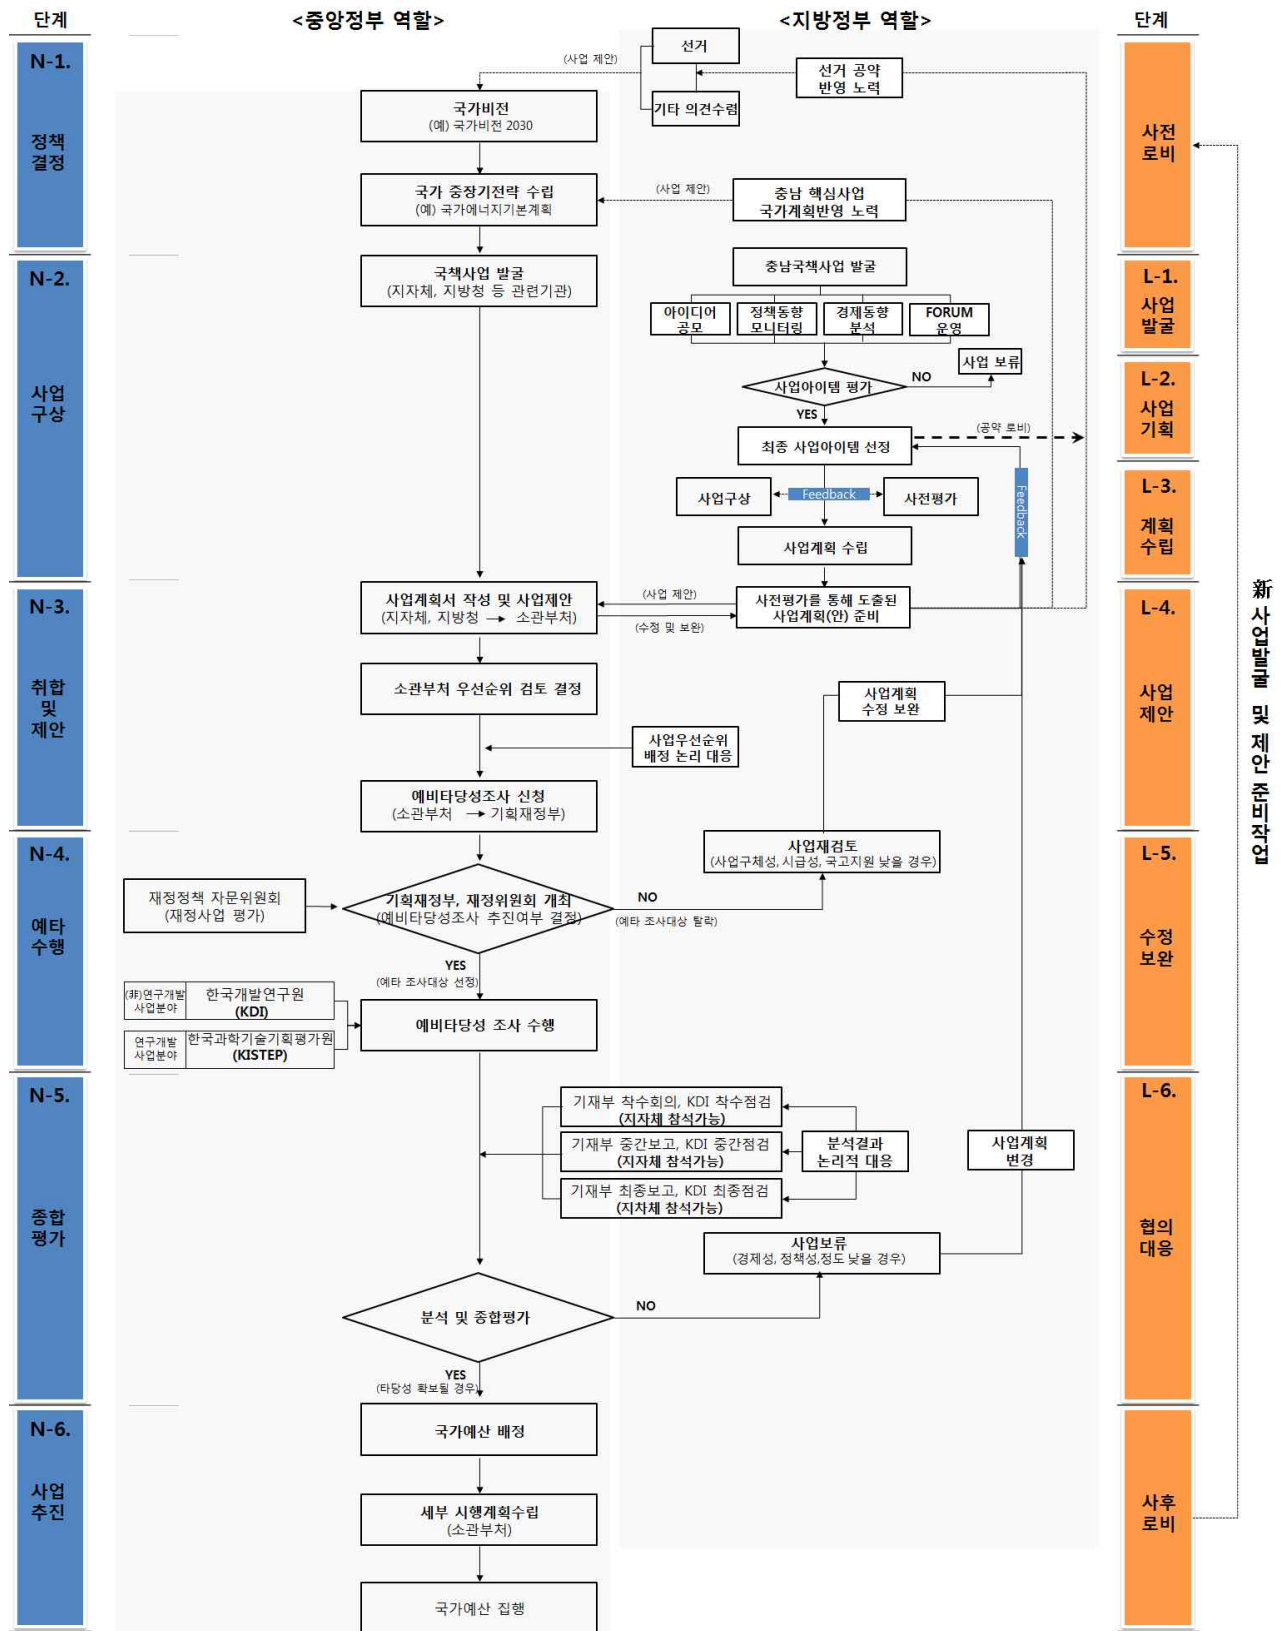 단계
<중앙정부 역할>
<지방정부 역할>
단계
N-1.
정책
결정
N-2.
사업
구상
N-3.
취합
및
제안
N-4.
예타
수행
N-5.
종합
평가
N-6.
사업
추진
국가비전
(예) 국가비전 2030
국가 중장기전략 수립
(예) 국가에너지기본계획
국책사업 발굴
(지자체, 지방청 등 관련기관)
사업계획서 작성 및 사업제안
(지자체, 지방청 → 소관부처)
소관부처 우선순위 검토 결정
예비타당성조사 신청
(소관부처 → 기획재정부)
재정정책 자문위원회
(재정사업 평가)
기획재정부, 재정위원회 개최
(예비타당성조사 추진여부 결정)
NO
(예타 조사대상 탈락)
YES
(예타 조사대상 선정)
(非)연구개발
사업분야
한국개발연구원
(KDI)
연구개발
사업분야
한국과학기술기획평가원
(KISTEP)
예비타당성 조사 수행
분석 및 종합평가
NO
YES
(타당성 확보될 경우)
국가예산 배정
세부 시행계획수립
(소관부처)
국가예산 집행
(사업 제안)
선거
기타 의견수렴
선거 공약
반영 노력
(사업 제안)
충남 핵심사업
국가계획반영 노력
충남국책사업 발굴
아이디어
공모
정책동향
모니터링
경제동향
분석
FORUM
운영
사업아이템 평가
NO
사업 보류
YES
최종 사업아이템 선정
(공약 로비)
사업구상
Feedback
사전평가
Feedback
사업계획 수립
(사업 제안)
(수정 및 보완)
사전평가를 통해 도출된
사업계획(안) 준비
사업계획
수정 보완
사업우선순위
배정 논리 대응
사업재검토
(사업구체성, 시급성, 국고지원 낮을 경우)
기재부 착수회의, KDI 착수점검
(지자체 참석가능)
기재부 중간보고, KDI 중간점검
(지자체 참석가능)
기재부 최종보고, KDI 최종점검
(지차체 참석가능)
분석결과
논리적 대응
사업계획
변경
사업보류
(경제성, 정책성,정도 낮을 경우)
사전
로비
L-1.
사업
발굴
L-2.
사업
기획
L-3.
계획
수립
L-4.
사업
제안
L-5.
수정
보완
L-6.
협의
대응
사후
로비
新 사업발굴 및 제안 준비작업